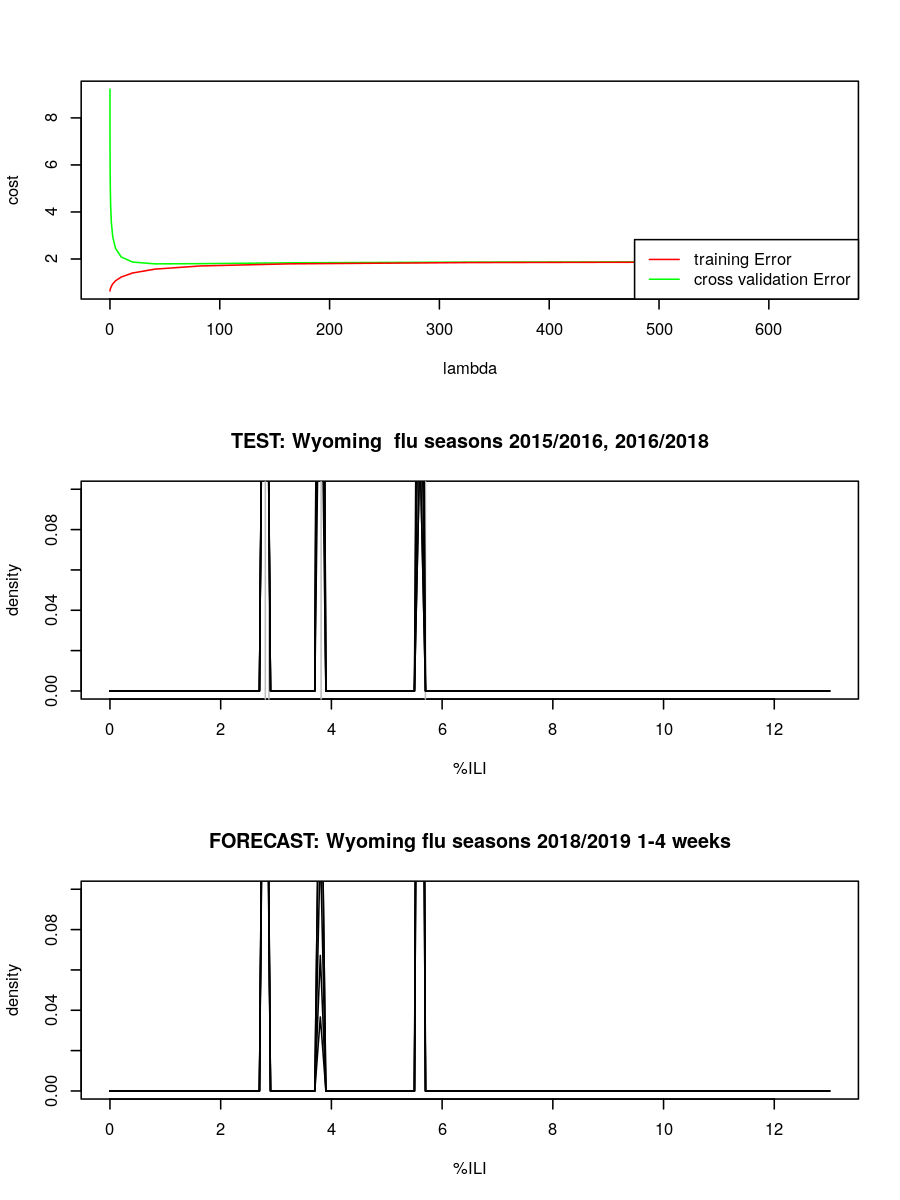 8
6
4
2
cost
training Error
cross validation Error
0 100 200 300 400 500 600
lambda
TEST: Wyoming  flu seasons 2015/2016, 2016/2018
0.08
0.04
0.00
density
0 2 4 6 8 10 12
%ILI
FORECAST: Wyoming flu seasons 2018/2019 1-4 weeks
0.08
0.04
0.00
density
0 2 4 6 8 10 12
%ILI